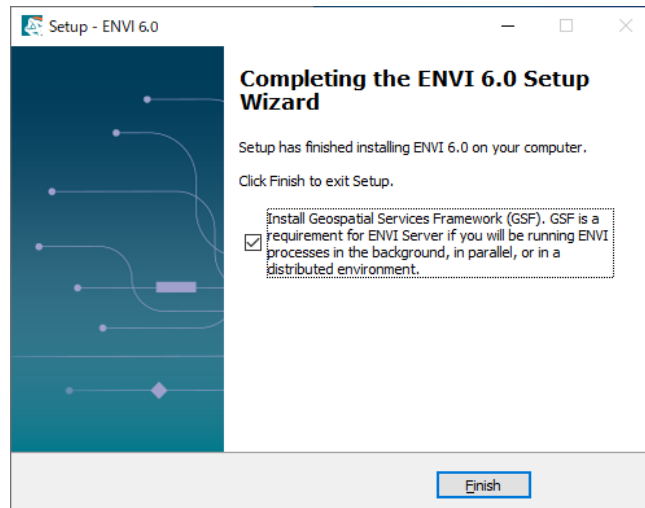 Setup - ENVI 6.0
Completing the ENVI 6.0 Setup
Wizard
Setup has finished installing ENVI 6.0 on your computer.
Click Finish to exit Setup.
Install Geospatial Services Framework (GSF). GSF is a
requirement for ENVI Server if you will be running ENVI
processes in the background, in parallel, or in a
distributed environment.
Finish